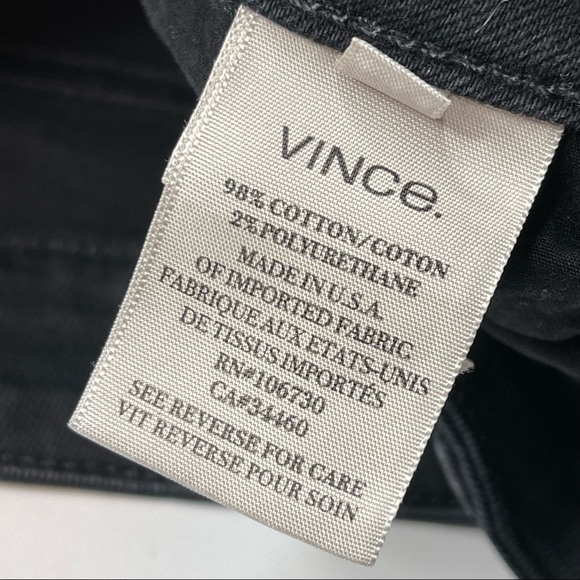 VINCe.
98% COTTON/COTON
2% POLYURETHANE
MADE IN U.S.A.
OF IMPORTED FABRIC
FABRIQUE AUX ETATS-UNIS
DE TISSUS IMPORTÉS
RN#106730
CA#34460
SEE REVERSE FOR CARE
VIT REVERSE POUR SOIN